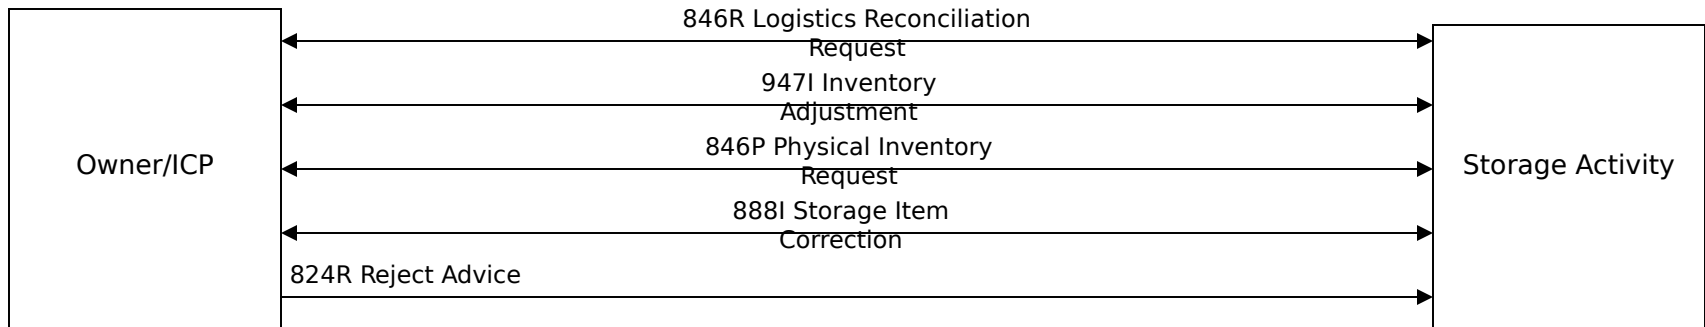 846R Logistics Reconciliation
Request
947I Inventory
Adjustment
846P Physical Inventory
Request
Owner/ICP
Storage Activity
888I Storage Item
Correction
824R Reject Advice